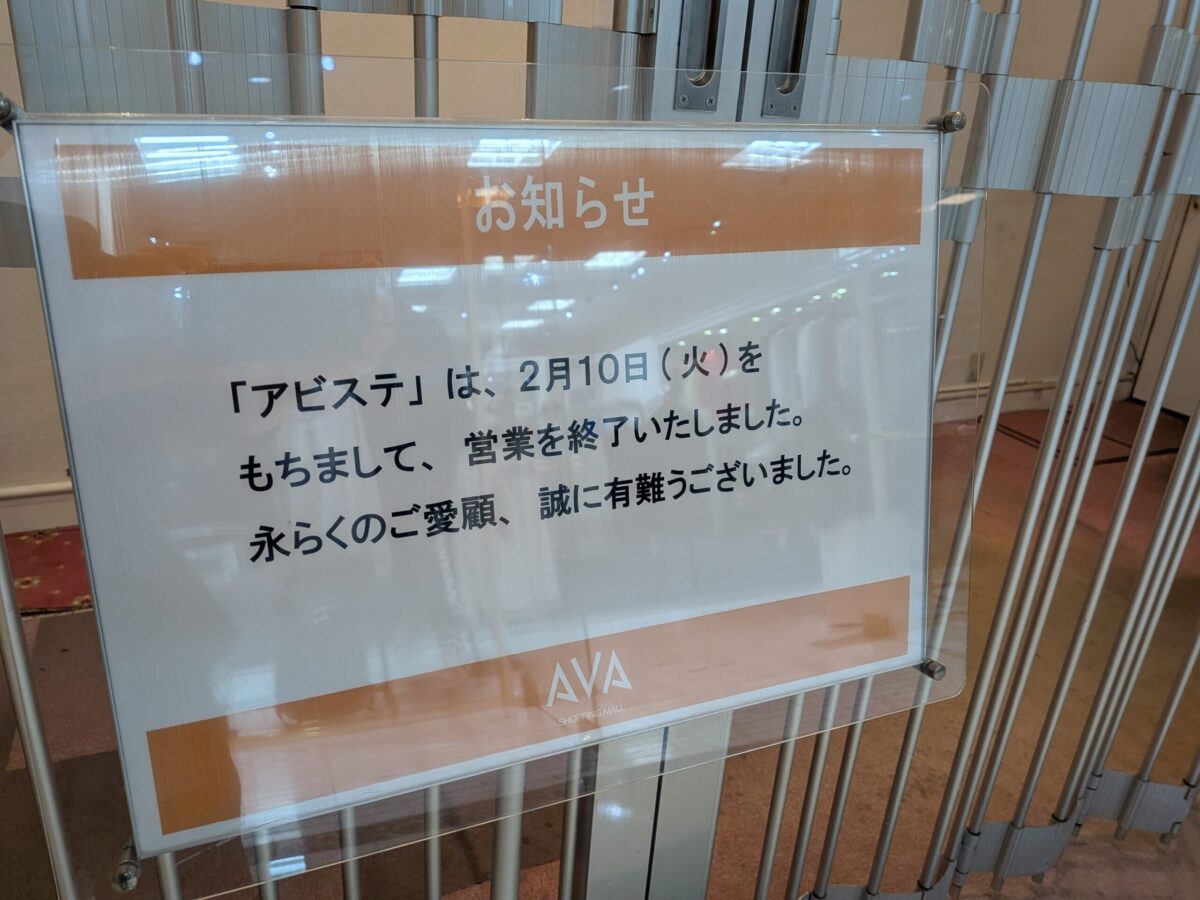 お知らせ
「アビステ」は、2月10日(火)を
もちまして、営業を終了いたしました。
永らくのご愛顧、誠に有難うございました。
AVA
SHOPPING MALL